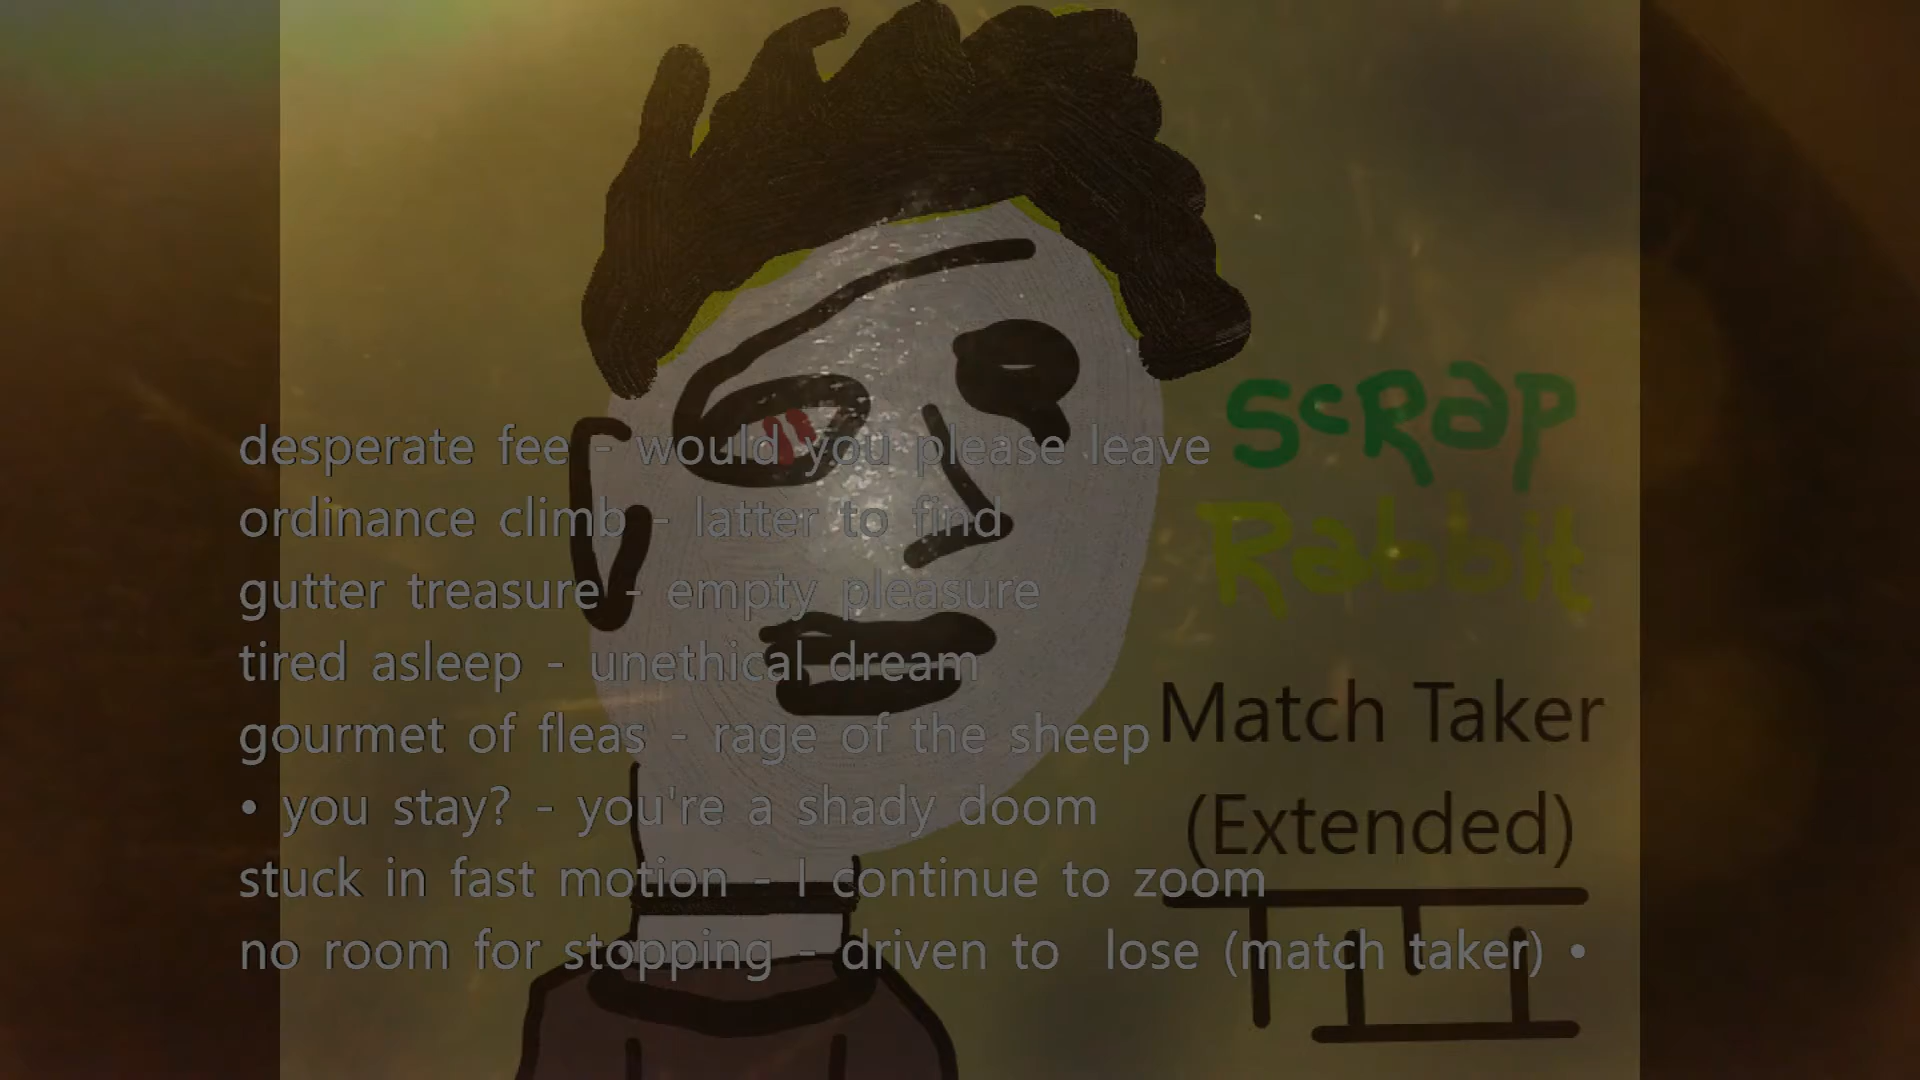 desperate fee - would you please leave
ordinance climb - latter to find
gutter treasure - empty pleasure
tired asleep - unethical dream
gourmet of fleas - rage of the sheep
• you stay? - you're a shady doom
stuck in fast motion - I continue to zoom
no room for stopping - driven to lose (match taker) •
scRap
Rabbit
Match Taker
(Extended)